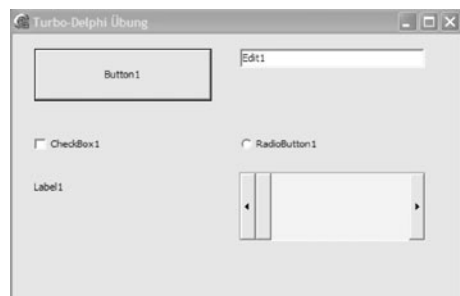 Turbo-Delphi Übung
Button1
Edit1
CheckBox1
RadioButton1
Label1